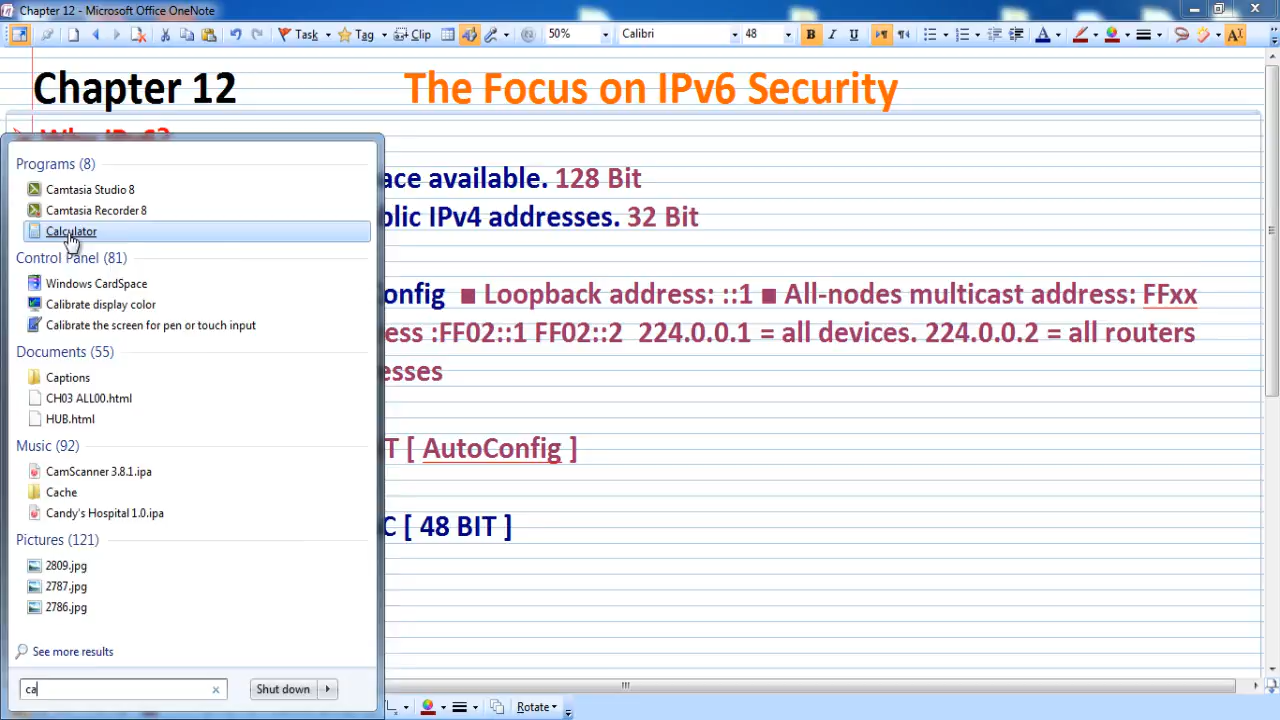 Chapter 12 - Microsoft Office OneNote
Task Tag Clip 50% Calibri 48 B I U A A
Chapter 12 The Focus on IPv6 Security
Why IPv6?
Programs (8)
Camtasia Studio 8
Camtasia Recorder 8
Calculator
Control Panel (81)
Windows CardSpace
Calibrate display color
Calibrate the screen for pen or touch input
Documents (55)
Captions
CH03 ALL00.html
HUB.html
Music (92)
CamScanner 3.8.1.ipa
Cache
Candy's Hospital 1.0.ipa
Pictures (121)
2809.jpg
2787.jpg
2786.jpg
See more results
ca
Shut down
ace available. 128 Bit
blic IPv4 addresses. 32 Bit
onfig ■ Loopback address: ::1 ■ All-nodes multicast address: FFxx
ess :FF02::1 FF02::2 224.0.0.1 = all devices. 224.0.0.2 = all routers
esses
T [ AutoConfig ]
C [ 48 BIT ]
Rotate